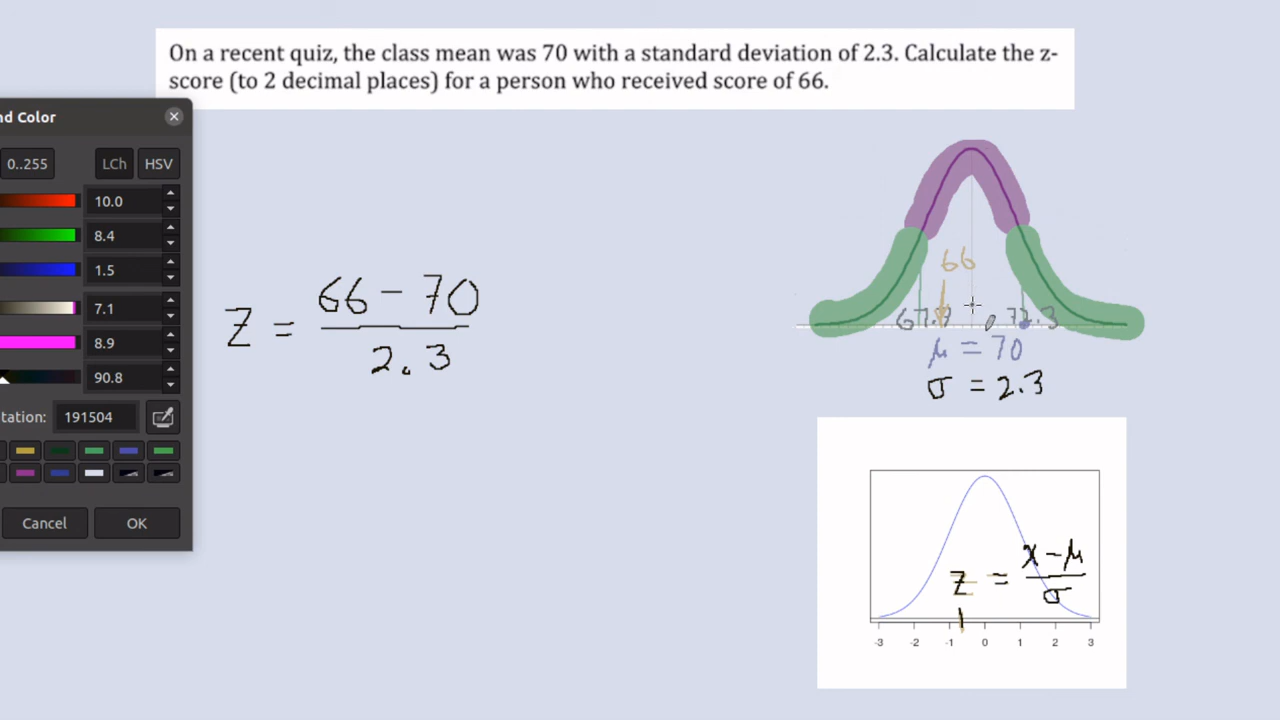 On a recent quiz, the class mean was 70 with a standard deviation of 2.3. Calculate the z-
score (to 2 decimal places) for a person who received score of 66.
nd Color
0..255 LCh HSV
10.0
8.4
1.5
7.1
8.9
90.8
tation: 191504
Cancel OK
Z = 66 - 70
2.3
66
72.3
μ = 70
σ = 2.3
z = x - μ
σ
-3 -2 -1 0 1 2 3